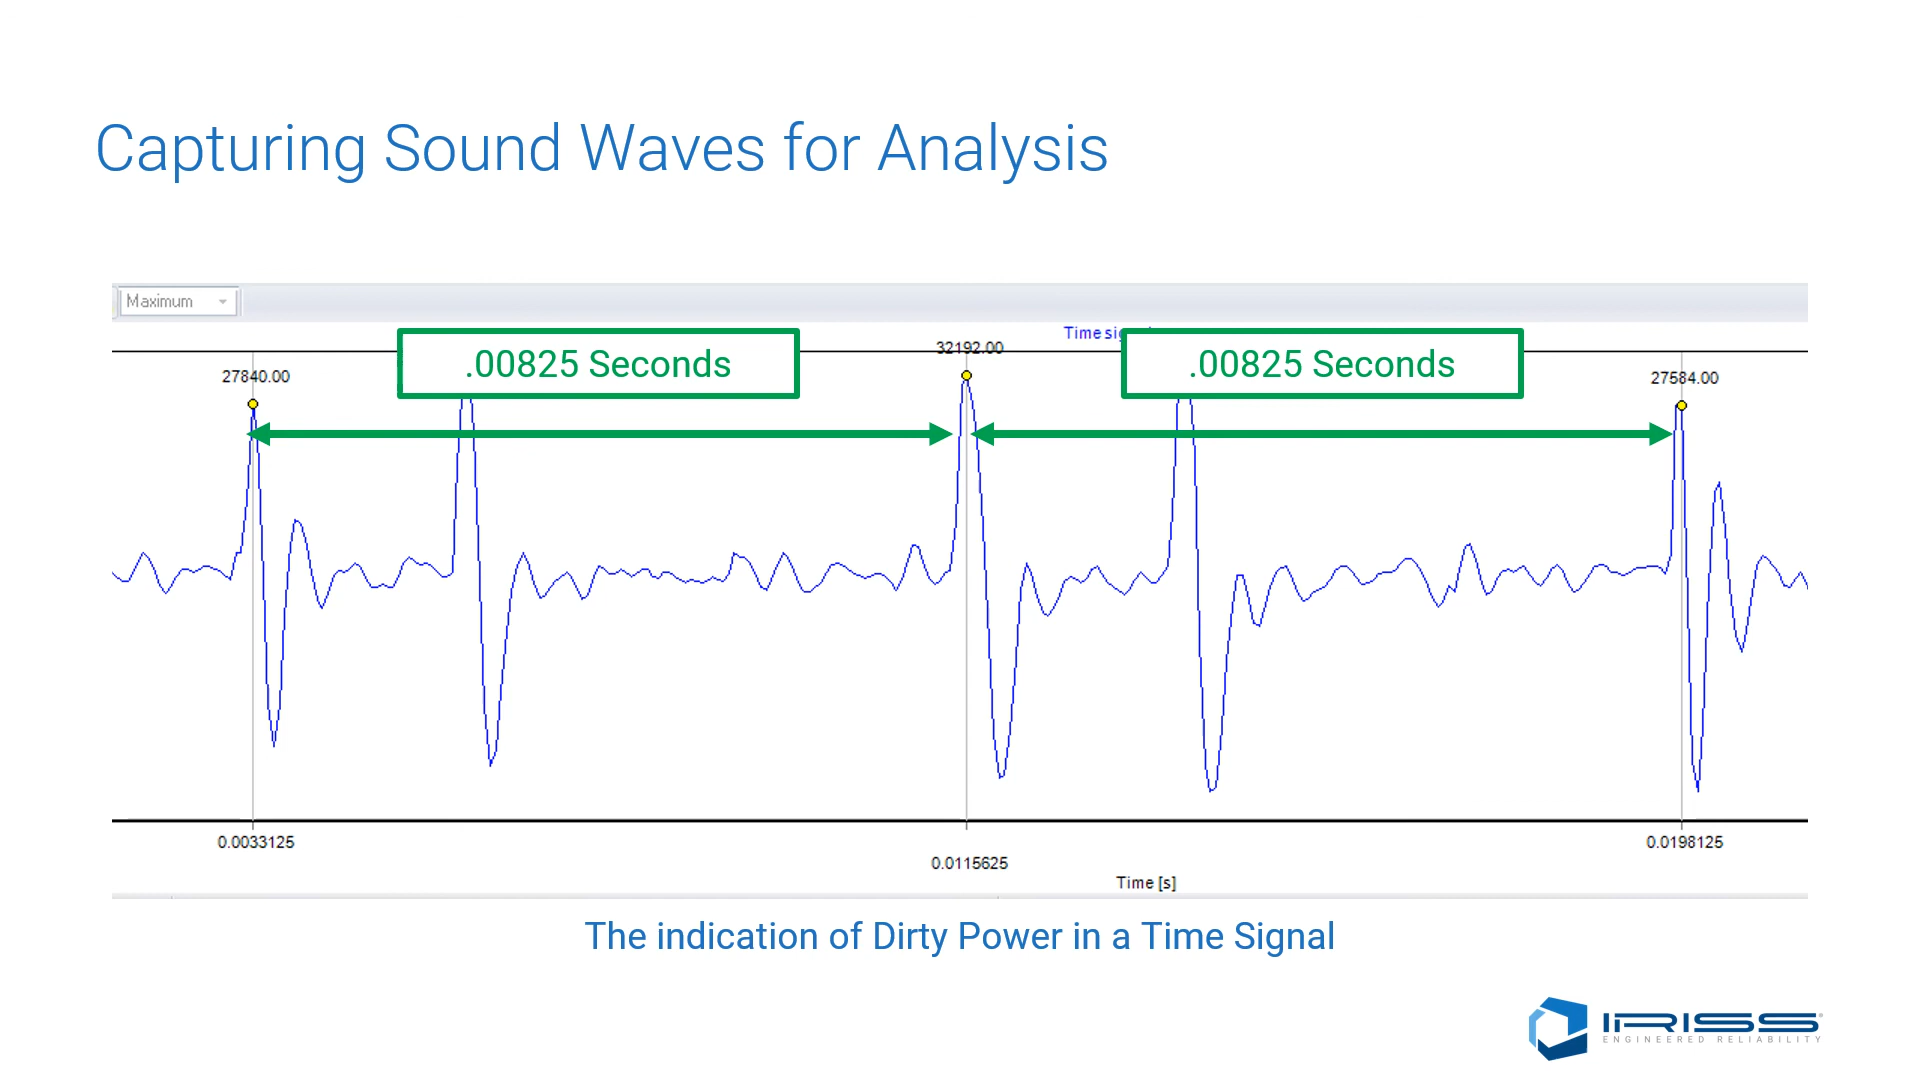 Capturing Sound Waves for Analysis
Maximum
Time
.00825 Seconds
32192.00
.00825 Seconds
27840.00
27584.00
0.0033125
0.0198125
0.0115625
Time [s]
The indication of Dirty Power in a Time Signal
IRISS
ENGINEERED RELIABILITY